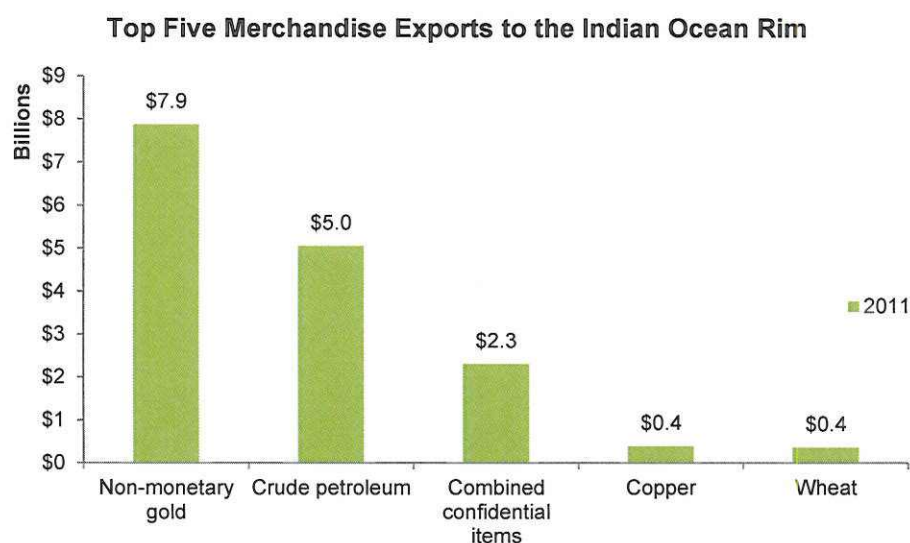 Top Five Merchandise Exports to the Indian Ocean Rim
Billions
$9
$8
$7
$6
$5
$4
$3
$2
$1
$0
$7.9
$5.0
$2.3
$0.4
$0.4
2011
Non-monetary
gold
Crude petroleum
Combined
confidential
items
Copper
Wheat